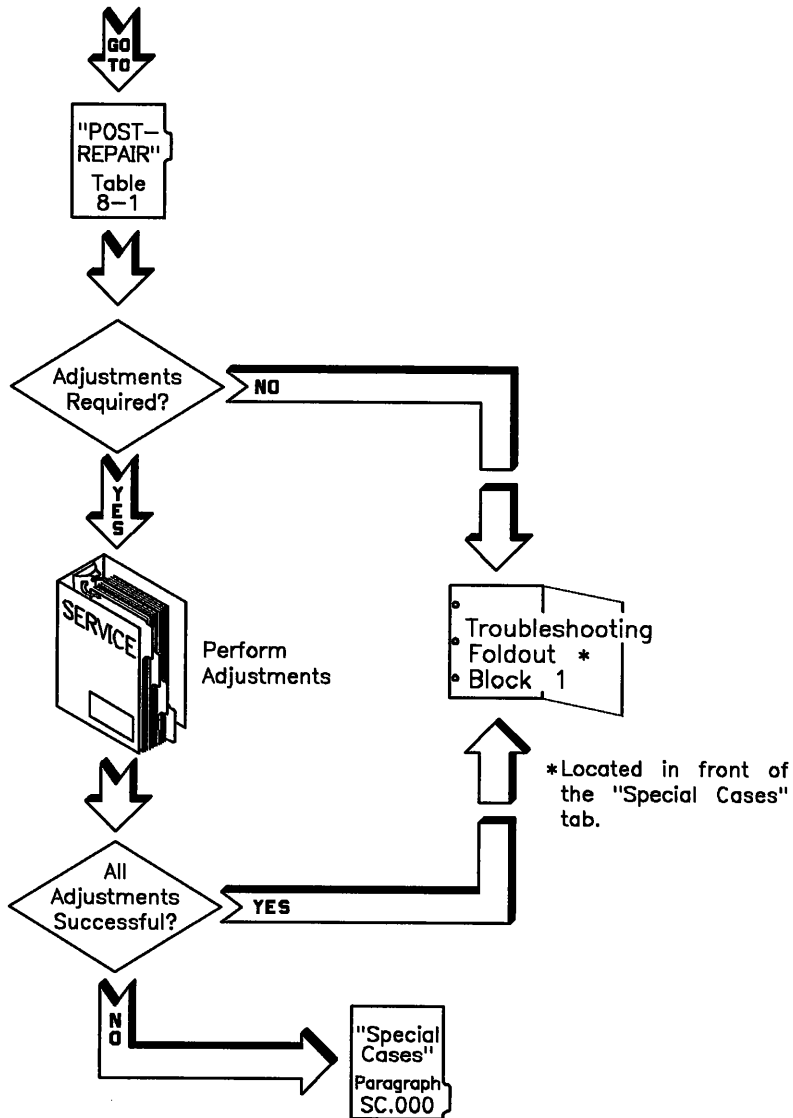 GO
TO
"POST-
REPAIR"
Table
8-1
Adjustments
Required?
NO
YES
SERVICE
Perform
Adjustments
Troubleshooting
Foldout *
Block 1
*Located in front of
the "Special Cases"
tab.
All
Adjustments
Successful?
YES
NO
"Special
Cases"
Paragraph
SC.000